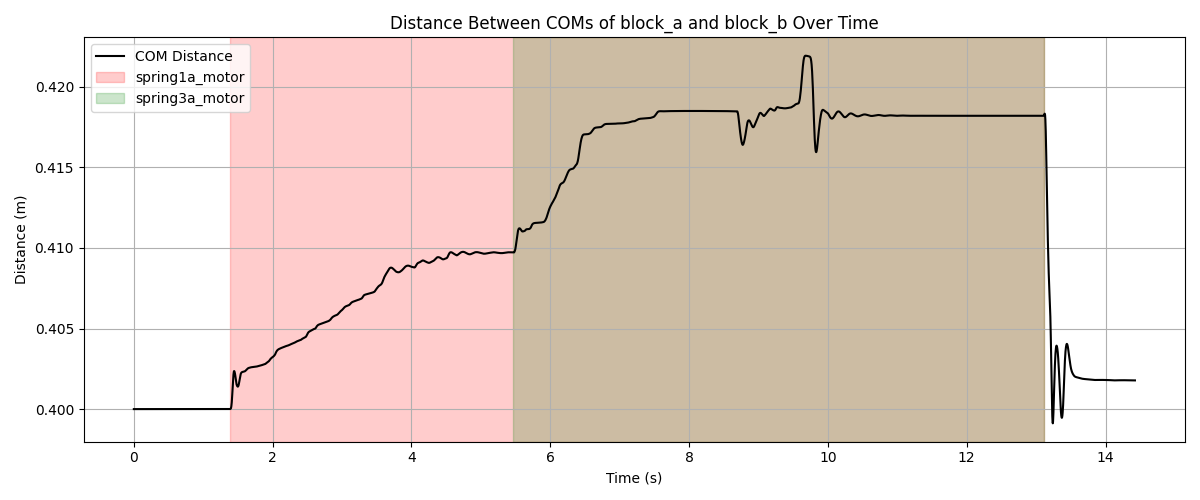 Distance Between COMs of block_a and block_b Over Time
COM Distance
spring1a_motor
spring3a_motor
0.420
0.415
0.410
0.405
0.400
Distance (m)
0
2
4
6
8
10
12
14
Time (s)